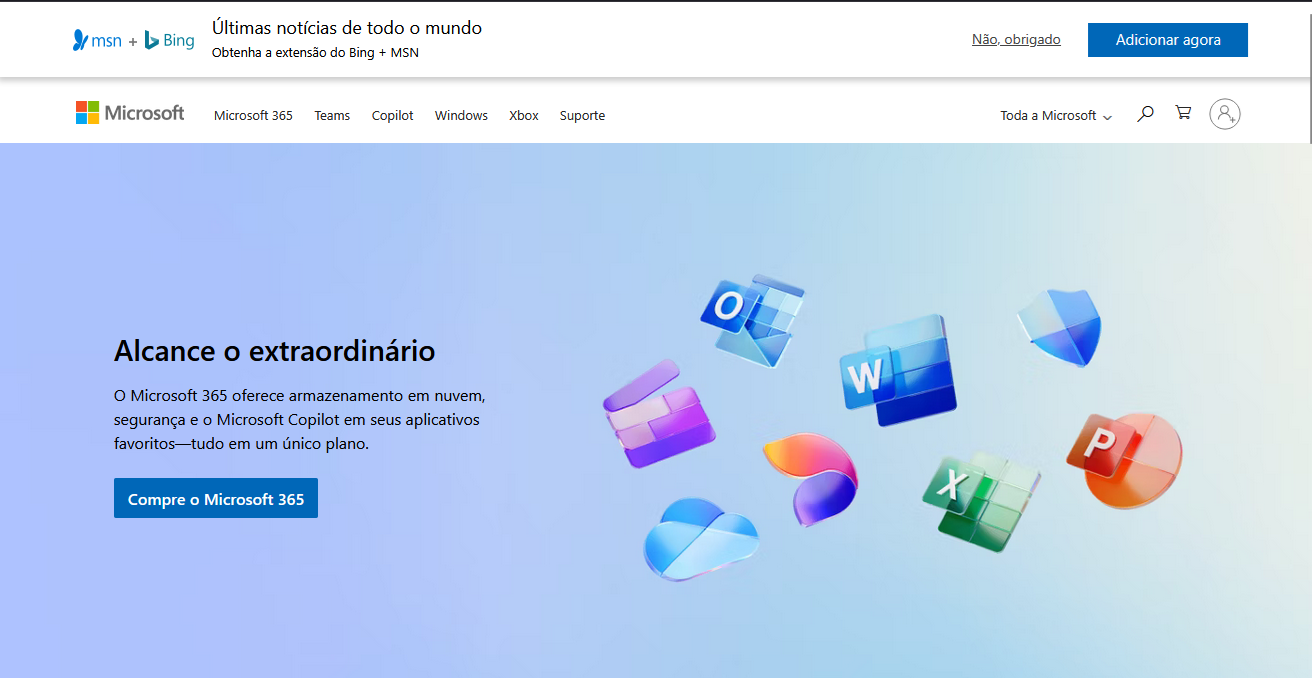 msn + Bing
Últimas notícias de todo o mundo
Obtenha a extensão do Bing + MSN
Não, obrigado
Adicionar agora
Microsoft
Microsoft 365 Teams Copilot Windows Xbox Suporte
Toda a Microsoft
O
W
P
X
Alcance o extraordinário
O Microsoft 365 oferece armazenamento em nuvem,
segurança e o Microsoft Copilot em seus aplicativos
favoritos—tudo em um único plano.
Compre o Microsoft 365